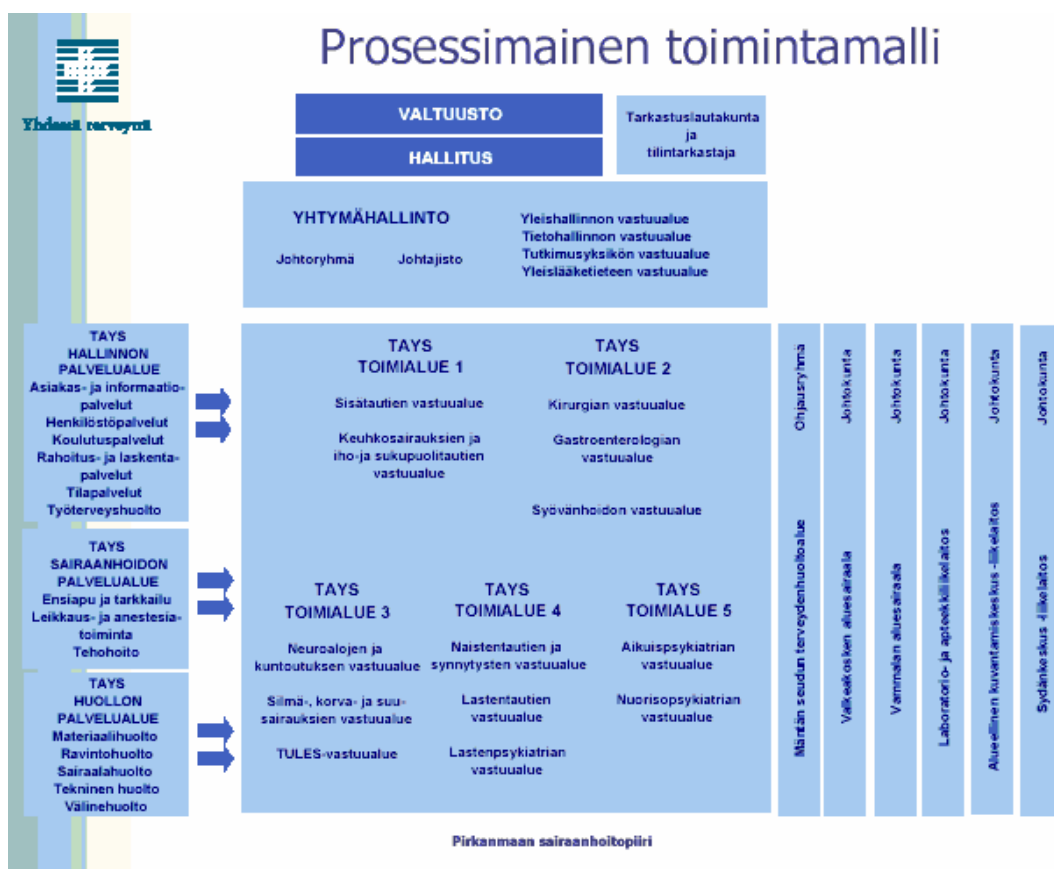 Prosessimainen toimintamalli
Yhdessä terveyttä
VALTUUSTO
HALLITUS
Tarkastuslautakunta
ja
tilintarkastaja
YHTYMÄHALLINTO
Johtoryhmä
Johtajisto
Yleishallinnon vastuualue
Tietohallinnon vastuualue
Tutkimusyksikön vastuualue
Yleislääketieteen vastuualue
TAYS
HALLINNON
PALVELUALUE
Asiakas- ja informaatio-
palvelut
Henkilöstöpalvelut
Koulutuspalvelut
Rahoitus- ja laskenta-
palvelut
Tilapalvelut
Työterveyshuolto
TAYS
SAIRAANHOIDON
PALVELUALUE
Ensiapu ja tarkkailu
Leikkaus- ja anestesia-
toiminta
Tehohoito
TAYS
HUOLLON
PALVELUALUE
Materiaalihuolto
Ravintohuolto
Sairaalahuolto
Tekninen huolto
Välinehuolto
TAYS
TOIMIALUE 1
Sisätautien vastuualue
Keuhkosairauksien ja
iho-ja sukupuolitautien
vastuualue
TAYS
TOIMIALUE 2
Kirurgian vastuualue
Gastroenterologian
vastuualue
Syövänhoidon vastuualue
TAYS
TOIMIALUE 3
Neuroalojen ja
kuntoutuksen vastuualue
Silmä-, korva- ja suu-
sairauksien vastuualue
TULES-vastuualue
TAYS
TOIMIALUE 4
Naistentautien ja
synnytysten vastuualue
Lastentautien
vastuualue
Lastenpsykiatrian
vastuualue
TAYS
TOIMIALUE 5
Aikuispsykiatrian
vastuualue
Nuorisopsykiatrian
vastuualue
Mäntän seudun terveydenhuoltoalue
Ohjausryhmä
Valkeakosken aluesairaala
Johtokunta
Vammalan aluesairaala
Johtokunta
Laboratorio- ja apteekkiliikelaitos
Johtokunta
Alueellinen kuvantamiskeskus -liikelaitos
Johtokunta
Sydänkeskus -liikelaitos
Johtokunta
Pirkanmaan sairaanhoitopiiri